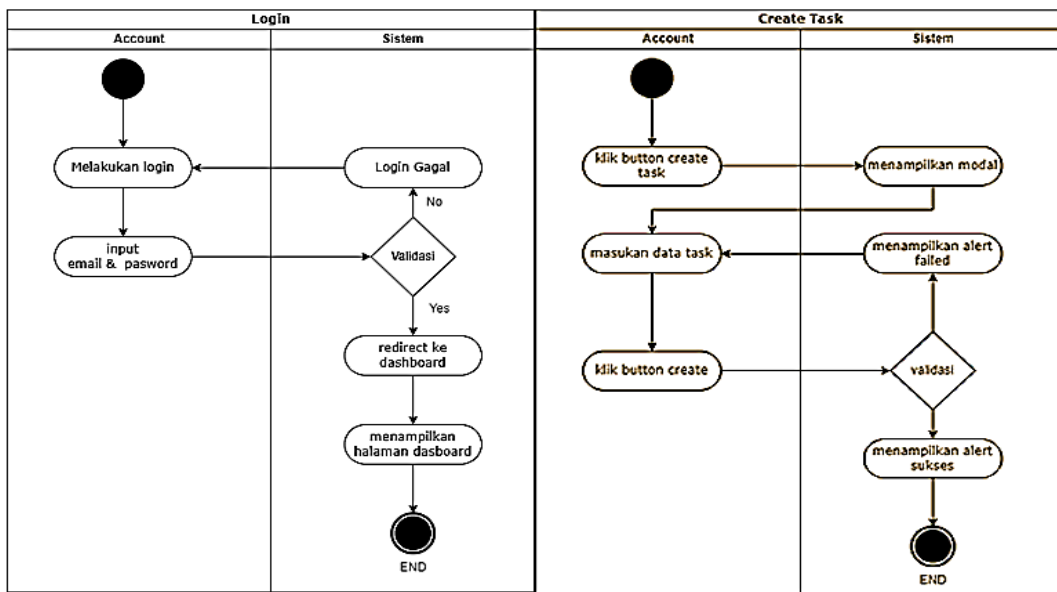 Login
Account
Sistem
Melakukan login
Login Gagal
No
input
email & pasword
Validasi
Yes
redirect ke
dashboard
menampilkan
halaman dasboard
END
Create Task
Account
Sistem
klik button create
task
menampilkan modal
masukan data task
menampilkan alert
failed
klik button create
validasi
menampilkan alert
sukses
END